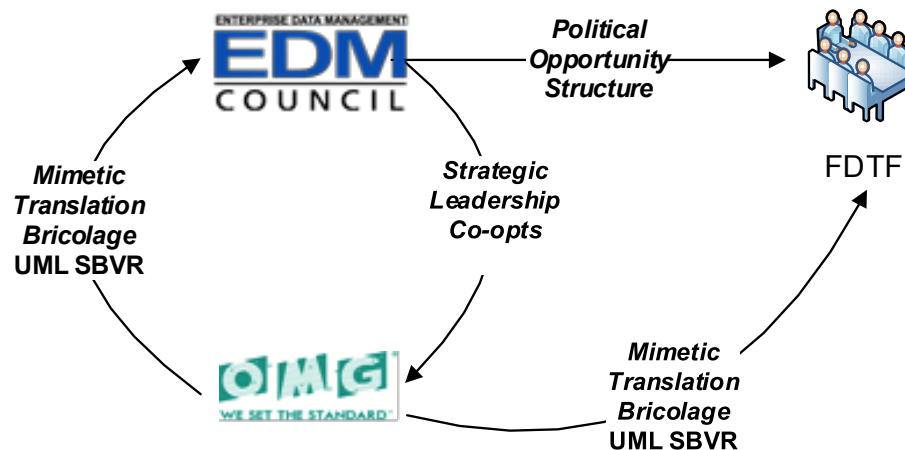 ENTERPRISE DATA MANAGEMENT
EDM
COUNCIL
Political
Opportunity
Structure
FDTF
Mimetic
Translation
Bricolage
UML SBVR
Strategic
Leadership
Co-opts
OMG
WE SET THE STANDARD™
Mimetic
Translation
Bricolage
UML SBVR